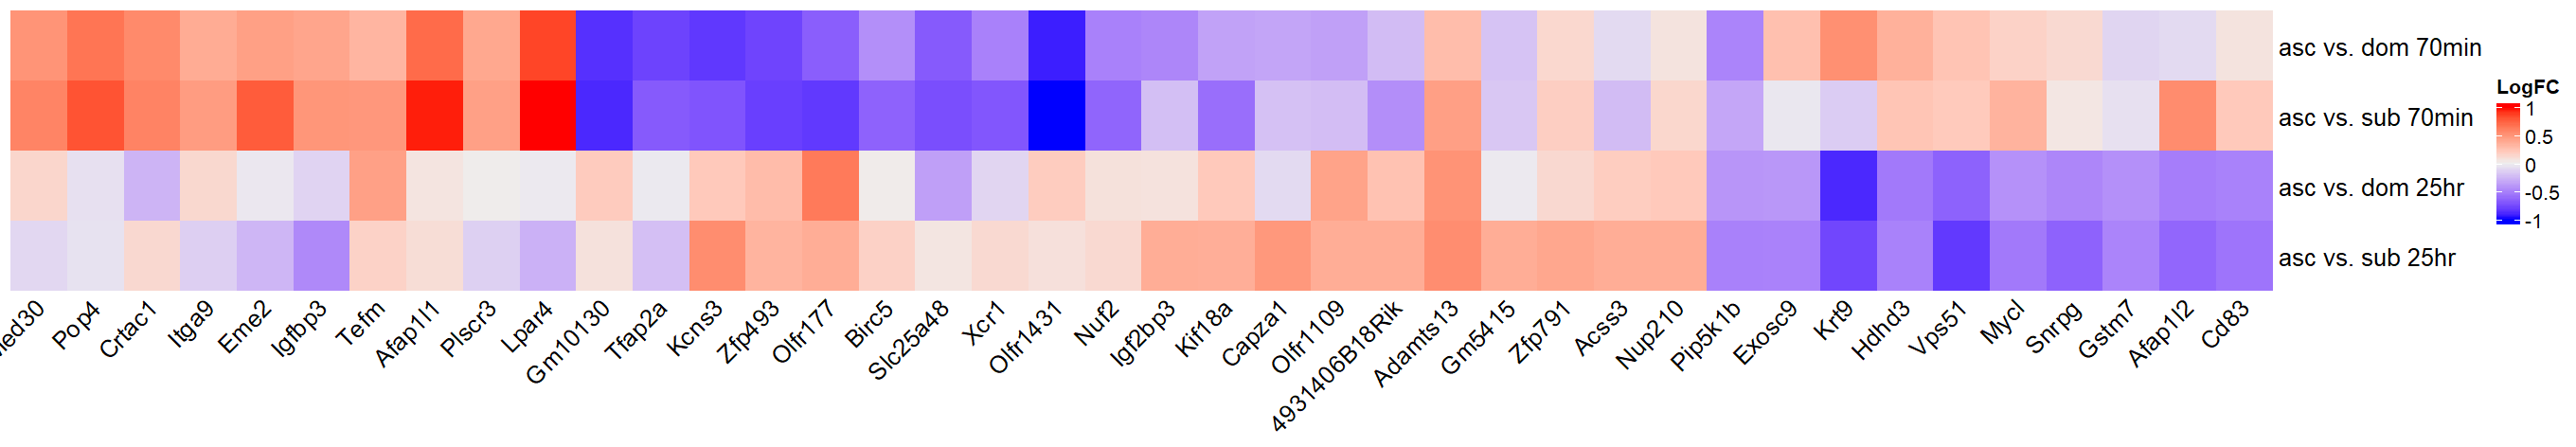 asc vs. dom 70min
asc vs. sub 70min
asc vs. dom 25hr
asc vs. sub 25hr
LogFC
1
0.5
0
-0.5
-1
Pop4
Crtac1
Itga9
Eme2
Igfbp3
Tefm
Afap1l1
Plscr3
Lpar4
Gm10130
Tfap2a
Kcns3
Zfp493
Olfr177
Birc5
Slc25a48
Xcr1
Olfr1431
Nuf2
Igf2bp3
Kif18a
Capza1
Olfr1109
4931406B18Rik
Adamts13
Gm5415
Zfp791
Acss3
Nup210
Pip5k1b
Exosc9
Krt9
Hdhd3
Vps51
Mycl
Snrpg
Gstm7
Afap1l2
Cd83